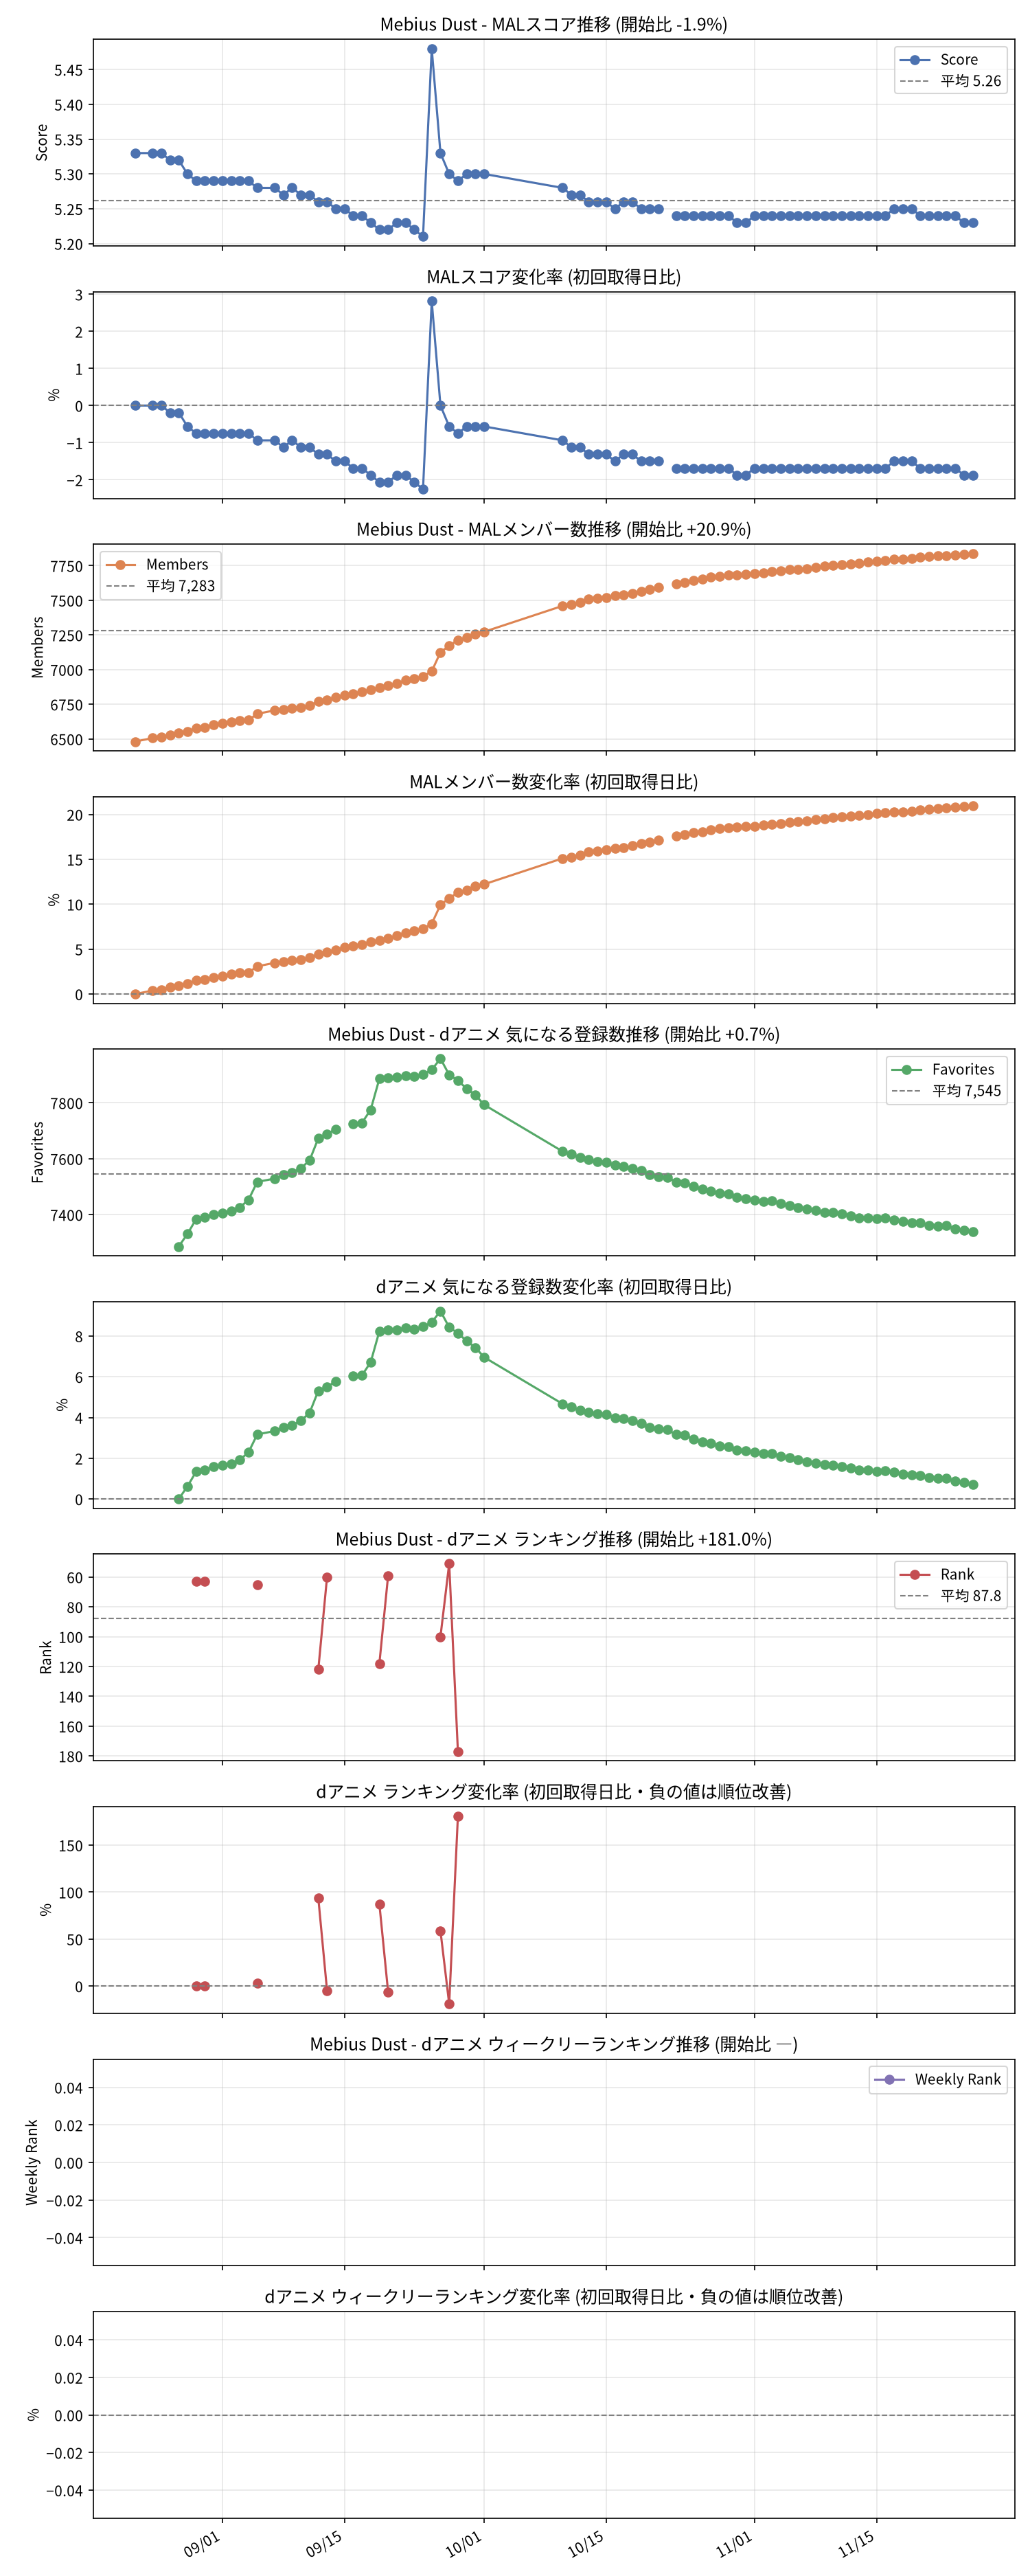 Mebius Dust - MALスコア推移 (開始比 -1.9%)
Score
5.45
5.40
5.35
5.30
5.25
5.20
Score
平均 5.26
MALスコア変化率 (初回取得日比)
%
3
2
1
0
−1
−2
Mebius Dust - MALメンバー数推移 (開始比 +20.9%)
Members
7750
7500
7250
7000
6750
6500
Members
平均 7,283
MALメンバー数変化率 (初回取得日比)
%
20
15
10
5
0
Mebius Dust - dアニメ 気になる登録数推移 (開始比 +0.7%)
Favorites
7800
7600
7400
Favorites
平均 7,545
dアニメ 気になる登録数変化率 (初回取得日比)
%
8
6
4
2
0
Mebius Dust - dアニメ ランキング推移 (開始比 +181.0%)
Rank
60
80
100
120
140
160
180
Rank
平均 87.8
dアニメ ランキング変化率 (初回取得日比・負の値は順位改善)
%
150
100
50
0
Mebius Dust - dアニメ ウィークリーランキング推移 (開始比 —)
Weekly Rank
0.04
0.02
0.00
−0.02
−0.04
Weekly Rank
dアニメ ウィークリーランキング変化率 (初回取得日比・負の値は順位改善)
%
0.04
0.02
0.00
−0.02
−0.04
09/01
09/15
10/01
10/15
11/01
11/15